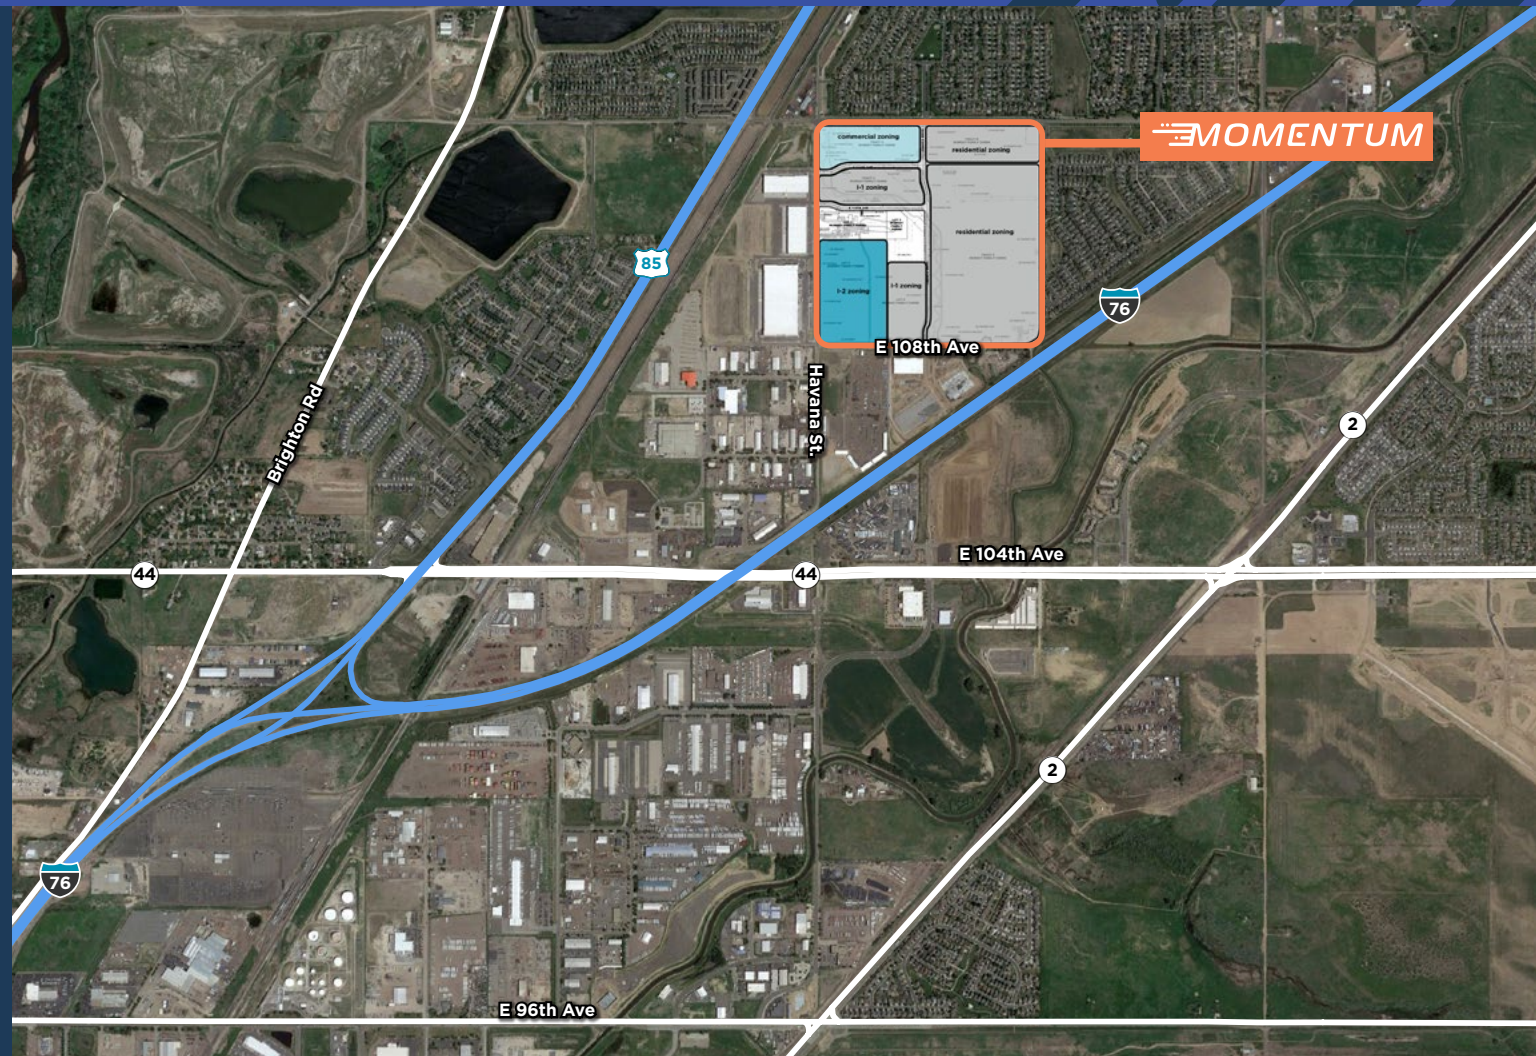 commercial zoning
residential zoning
MOMENTUM
I-1 zoning
residential zoning
85
I-2 zoning
I-1 zoning
76
E 108th Ave
Havana St.
Brighton Rd
2
E 104th Ave
44
44
2
76
E 96th Ave